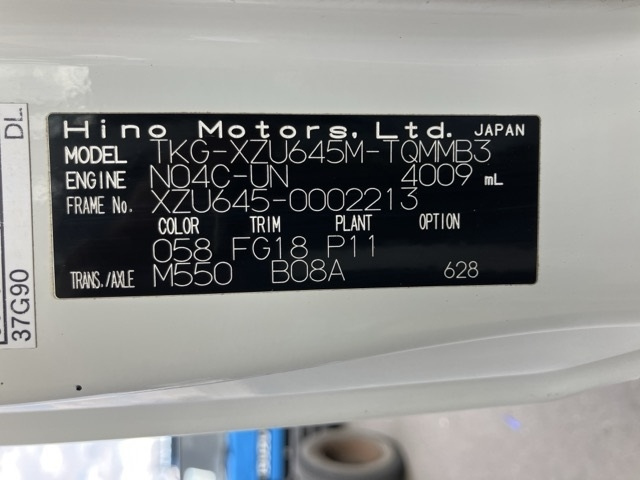 Hino Motors, Ltd. JAPAN
MODEL TKG-XZU645M-TQMMB3
ENGINE N04C-UN 4009 mL
FRAME No. XZU645-0002213
COLOR TRIM PLANT OPTION
058 FG18 P11
TRANS./AXLE M550 B08A 628
DL
37G90